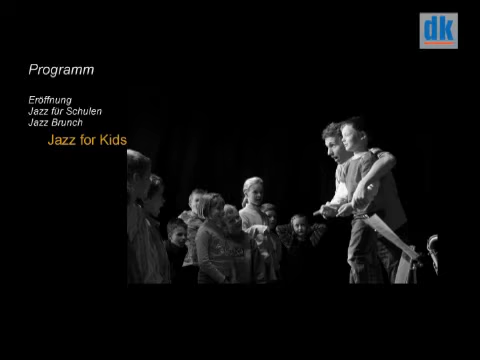 dk
Programm
Eröffnung
Jazz für Schulen
Jazz Brunch
Jazz for Kids